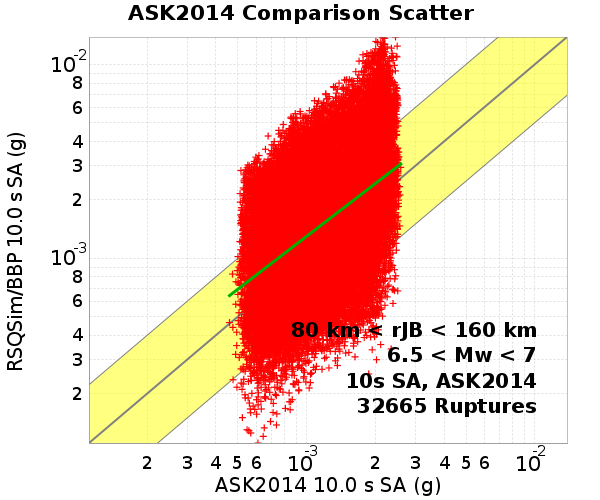 ASK2014 Comparison Scatter
RSQSim/BBP 10.0 s SA (g)
10-2
8
6
4
3
2
10-3
8
6
4
3
2
80 km < rJB < 160 km
6.5 < Mw < 7
10s SA, ASK2014
32665 Ruptures
2 3 4 5 6 10-3 2 3 4 5 6 10-2
ASK2014 10.0 s SA (g)